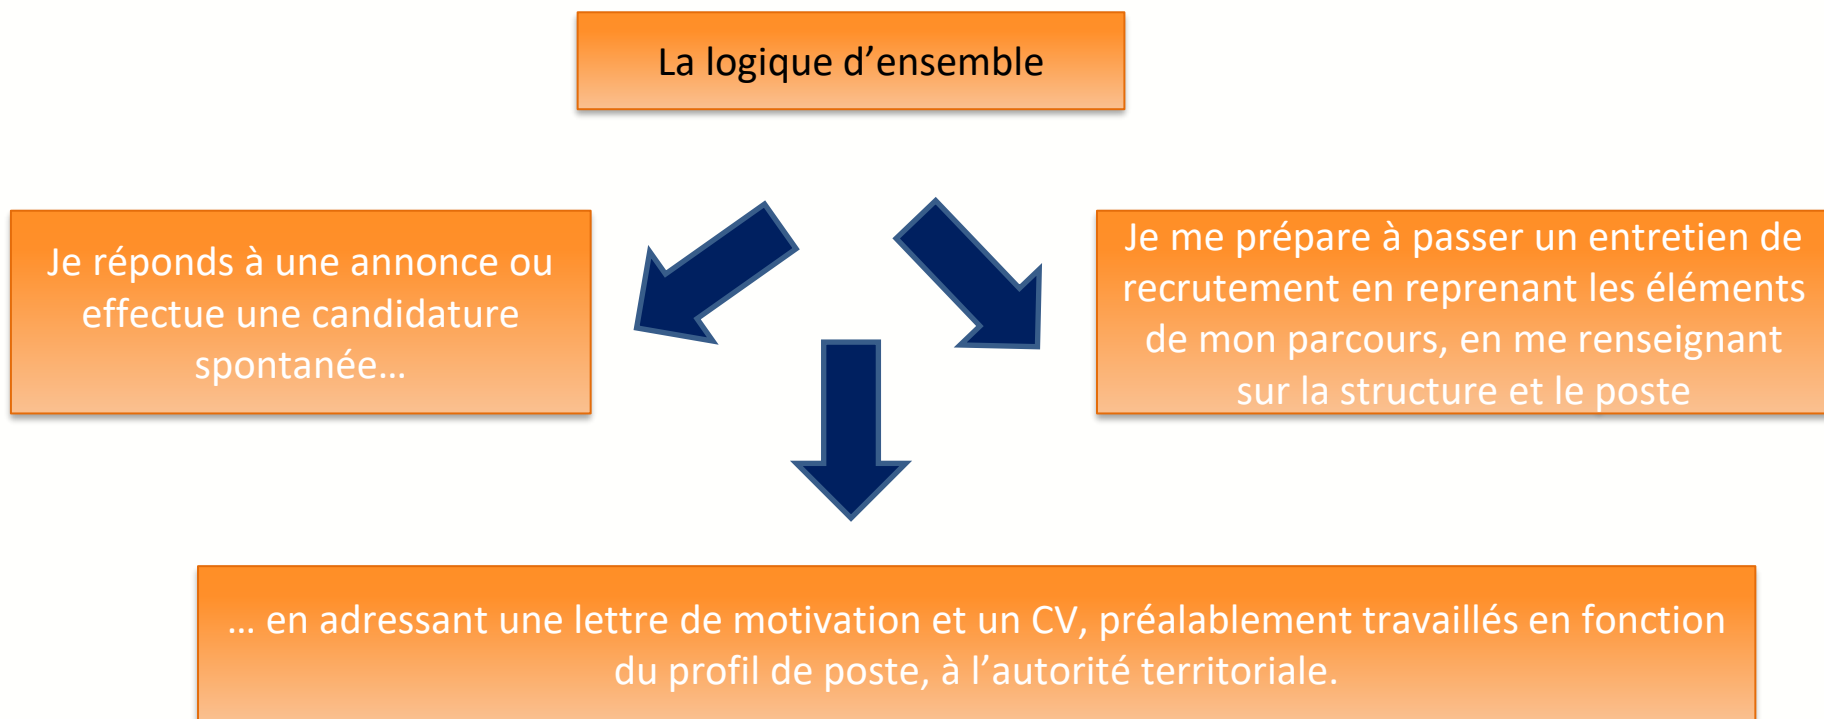 La logique d’ensemble
Je réponds à une annonce ou
effectue une candidature
spontanée…
Je me prépare à passer un entretien de
recrutement en reprenant les éléments
de mon parcours, en me renseignant
sur la structure et le poste
… en adressant une lettre de motivation et un CV, préalablement travaillés en fonction
du profil de poste, à l’autorité territoriale.